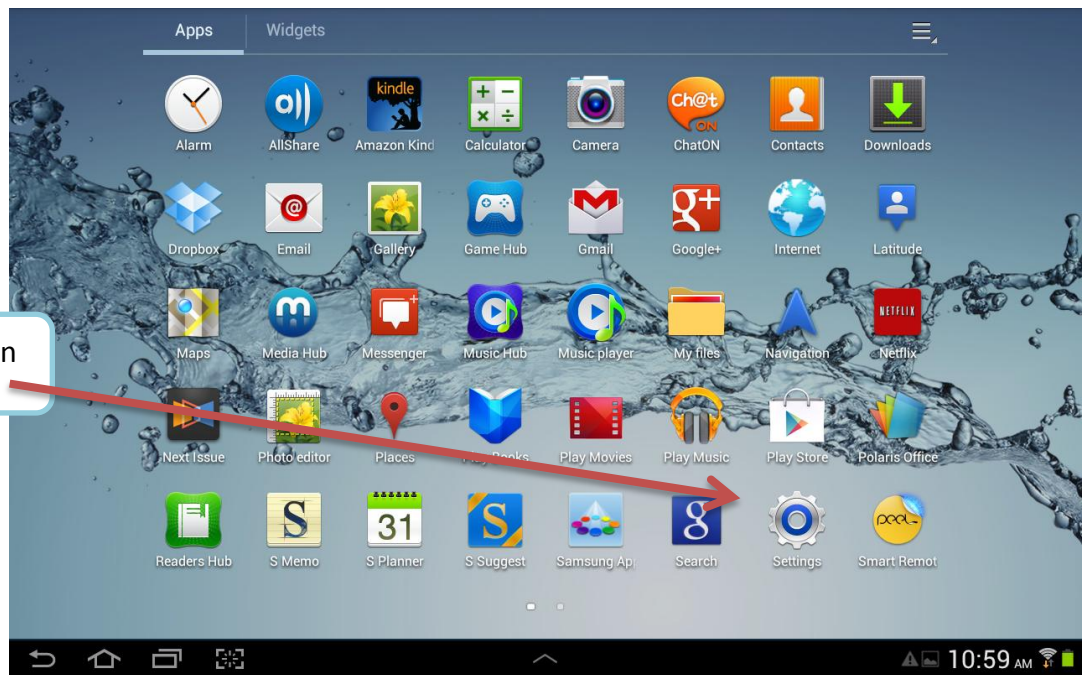 Apps Widgets
kindle
Ch@t
ON
Alarm AllShare Amazon Kind Calculator Camera ChatON Contacts Downloads
Dropbox Email Gallery Game Hub Gmail Google+ Internet Latitude
n
NETFLIX
Maps Media Hub Messenger Music Hub Music player My files Navigation Netflix
Next Issue Photo editor Places Play Books Play Movies Play Music Play Store Polaris Office
S 31 S g peel
Readers Hub S Memo S Planner S Suggest Samsung Ap Search Settings Smart Remot
10:59 AM